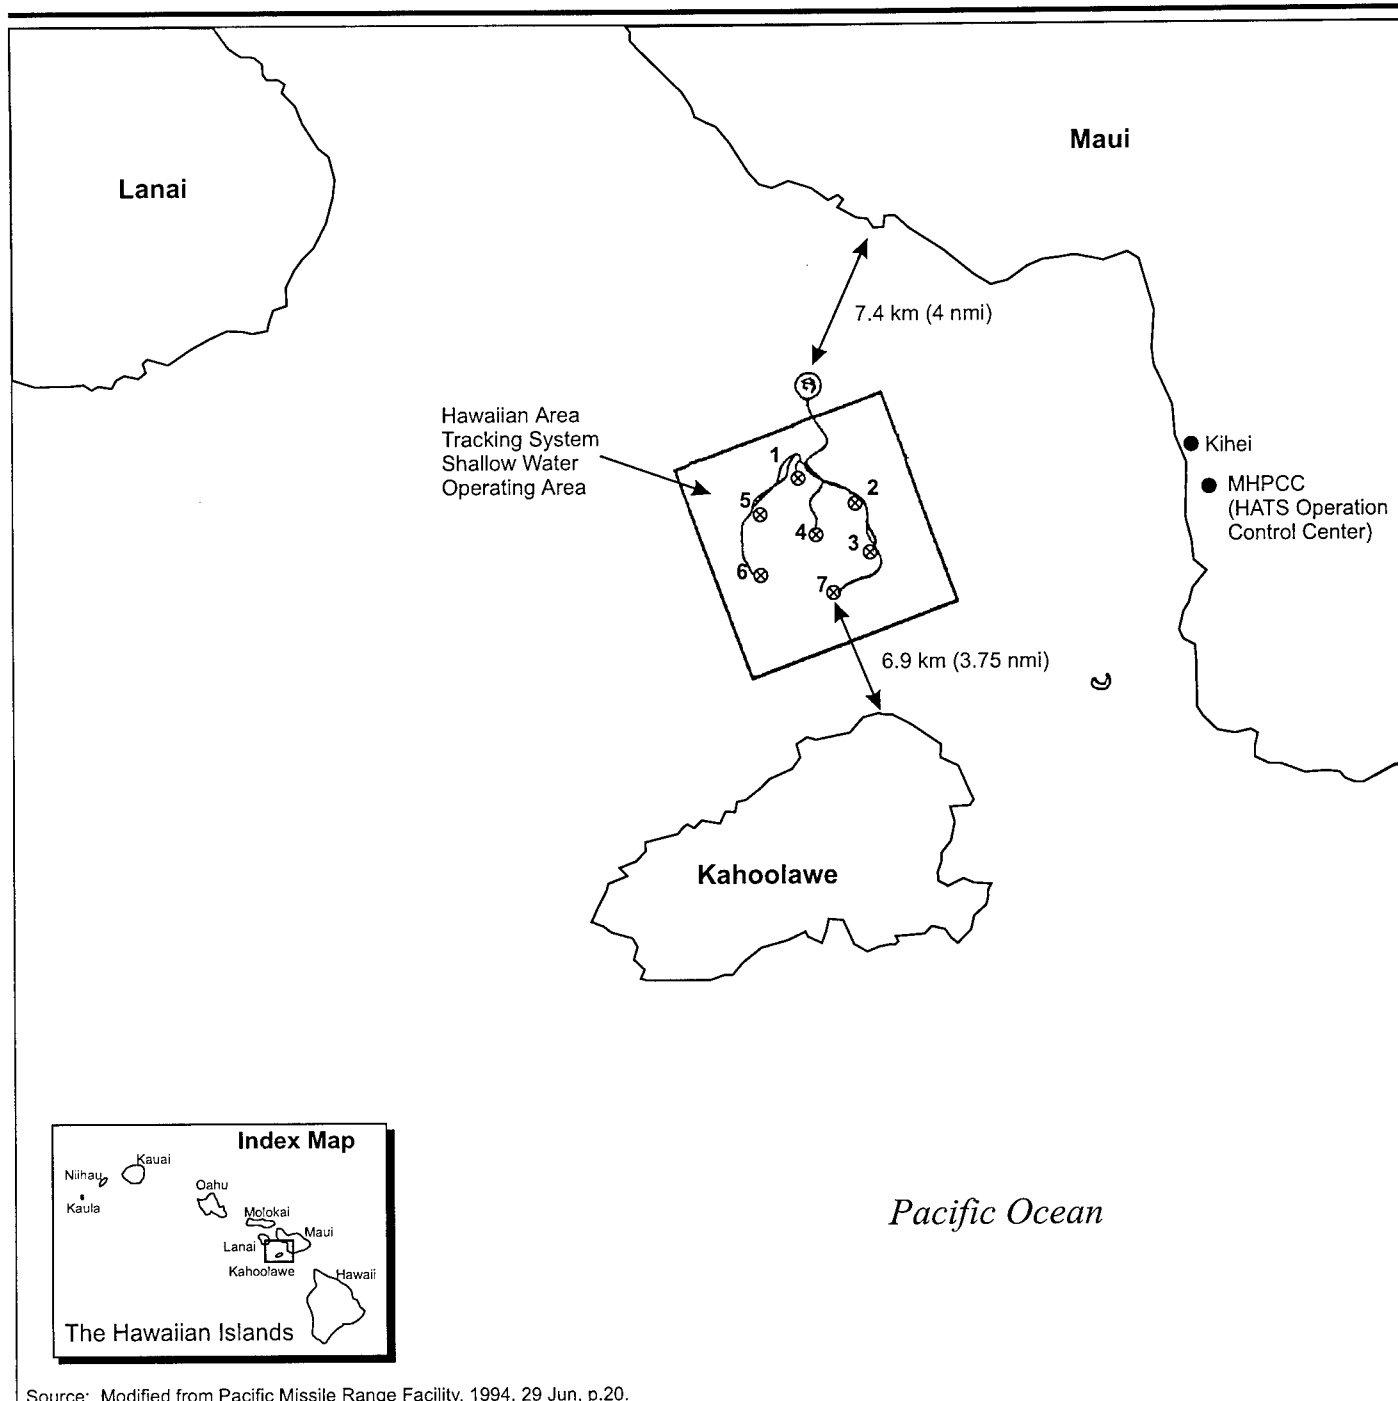 Maui
Lanai
7.4 km (4 nmi)
Hawaiian Area
Tracking System
Shallow Water
Operating Area
1
2
5
4
3
6
7
Kihei
MHPCC
(HATS Operation
Control Center)
6.9 km (3.75 nmi)
Kahoolawe
Pacific Ocean
Index Map
Kauai
Niihau
Kaula
Oahu
Molokai
Maui
Lanai
Kahoolawe
Hawaii
The Hawaiian Islands
Source: Modified from Pacific Missile Range Facility, 1994, 29 Jun, p.20.